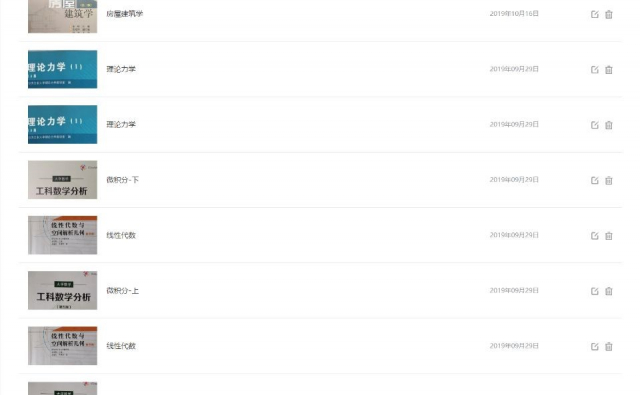 建筑学
房屋建筑学
2019年10月16日
理论力学 (1)
理论力学
2019年09月29日
理论力学 (1)
理论力学
2019年09月29日
工科数学分析
微积分-下
2019年09月29日
线性代数与
空间解析几何
线性代数
2019年09月29日
工科数学分析
微积分-上
2019年09月29日
线性代数与
空间解析几何
线性代数
2019年09月29日